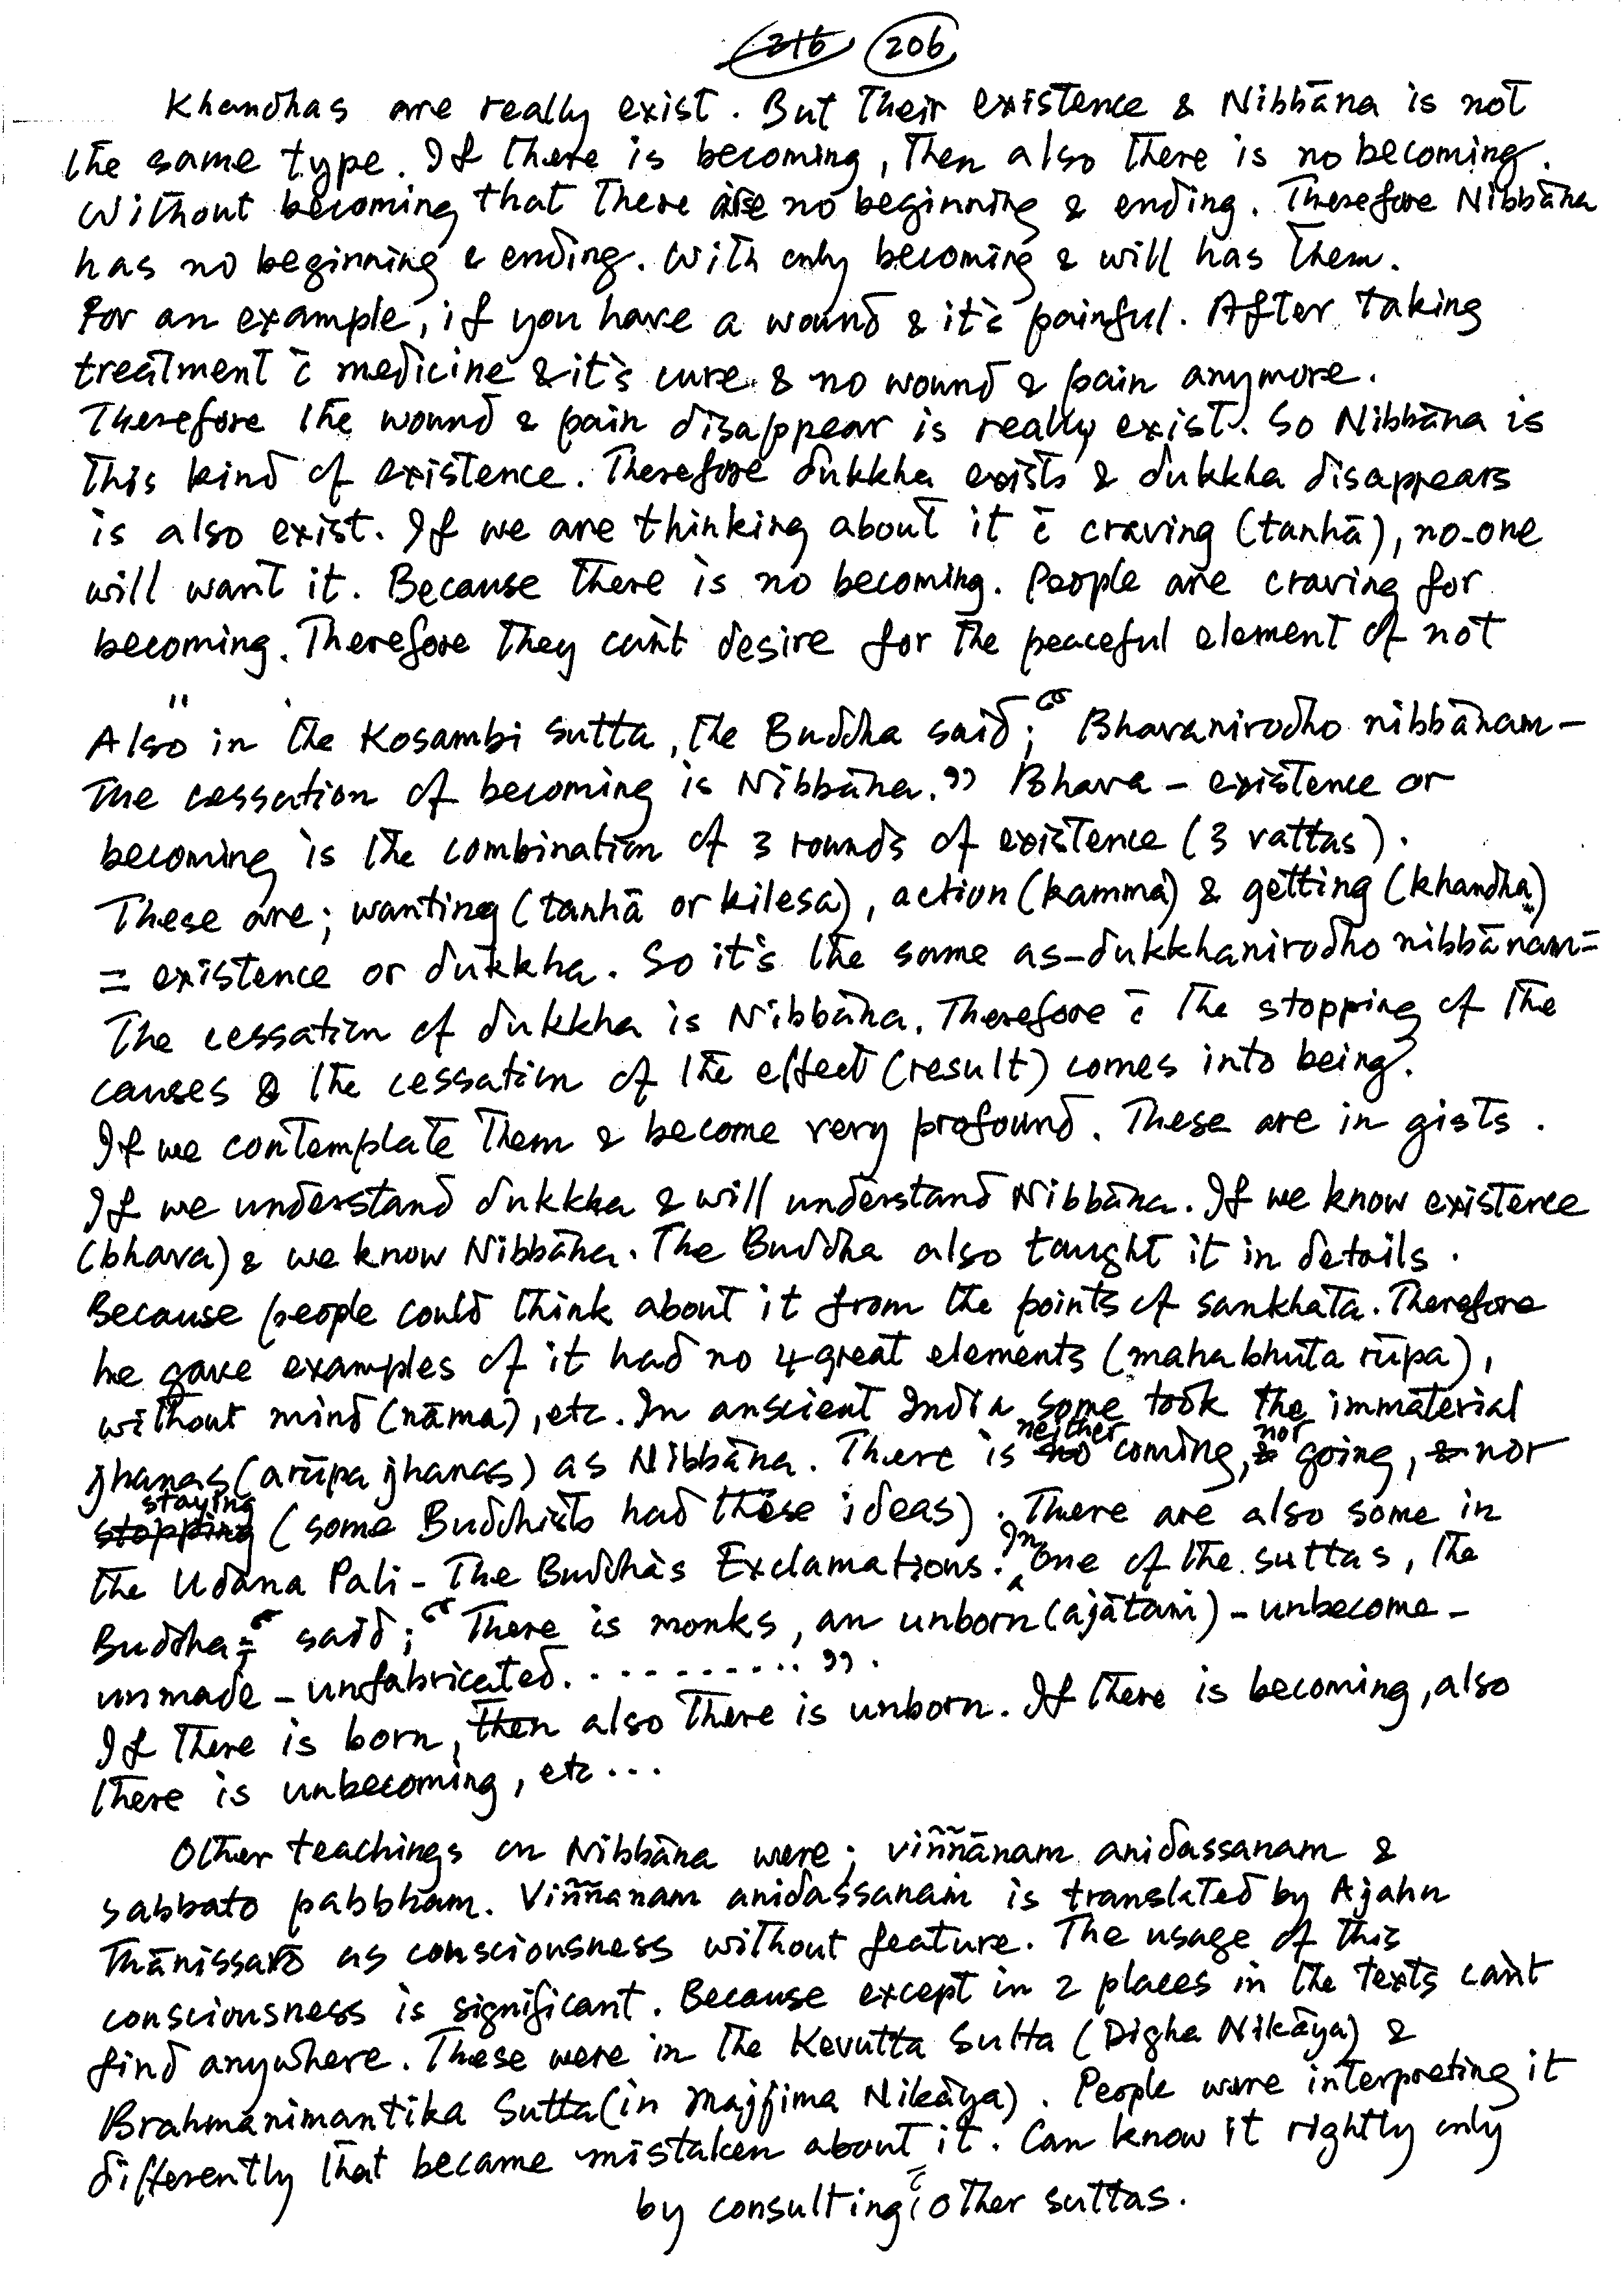 216 206
Khandhas are really exist. But their existence & Nibbāna is not
the same type. If there is becoming, then also there is no becoming.
Without becoming that there are no beginning & ending. Therefore Nibbāna
has no beginning & ending. With only becoming & will has them.
For an example, if you have a wound & it's painful. After taking
treatment c̄ medicine & it's cure & no wound & pain anymore.
Therefore the wound & pain disappear is really exist. So Nibbāna is
this kind of existence. Therefore dukkha exists & dukkha disappears
is also exist. If we are thinking about it c̄ craving (tanhā), no-one
will want it. Because there is no becoming. People are craving for
becoming. Therefore they can't desire for the peaceful element of not
"
Also in the Kosambi Sutta, the Buddha said; “Bhavanirodho nibbānam–
The cessation of becoming is Nibbāna.” Bhava – existence or
becoming is the combination of 3 rounds of existence (3 vattas).
These are; wanting (tanhā or kilesa), action (kamma) & getting (khandha)
= existence or dukkha. So it's the same as–dukkhanirodho nibbānam=
The cessation of dukkha is Nibbāna. Therefore c̄ the stopping of the
causes & the cessation of the effect (result) comes into being.
If we contemplate them & become very profound. These are in gists.
If we understand dukkha & will understand Nibbāna. If we know existence
(bhava) & we know Nibbāna. The Buddha also taught it in details.
Because people could think about it from the points of sankhata. Therefore
he gave examples of it had no 4 great elements (mahabhuta rūpa),
without mind (nāma), etc. In anscient India some took the immaterial
jhanas (arūpa jhanas) as Nibbāna. There is neither coming, nor going, nor
staying (some Buddhists had these ideas). There are also some in
the Udana Pali – The Buddha's Exclamations. In one of the suttas, the
Buddha said; “There is monks, an unborn (ajātaṁ) – unbecome –
unmade – unfabricated. . . . . . . . . . . .”.
If there is born, then also there is unborn. If there is becoming, also
there is unbecoming, etc...
Other teachings on Nibbāna were; viññānam anidassanam &
sabbato pabbham. Viññanam anidassanaṁ is translated by Ajahn
Thānissaro as consciousness without feature. The usage of this
consciousness is significant. Because except in 2 places in the texts can't
find anywhere. These were in the Kevutta Sutta (Digha Nikāya) &
Brahmanimantika Sutta (in Majjima Nikāya). People were interpreting it
differently that became mistaken about it. Can know it rightly only
by consulting c̄ other suttas.